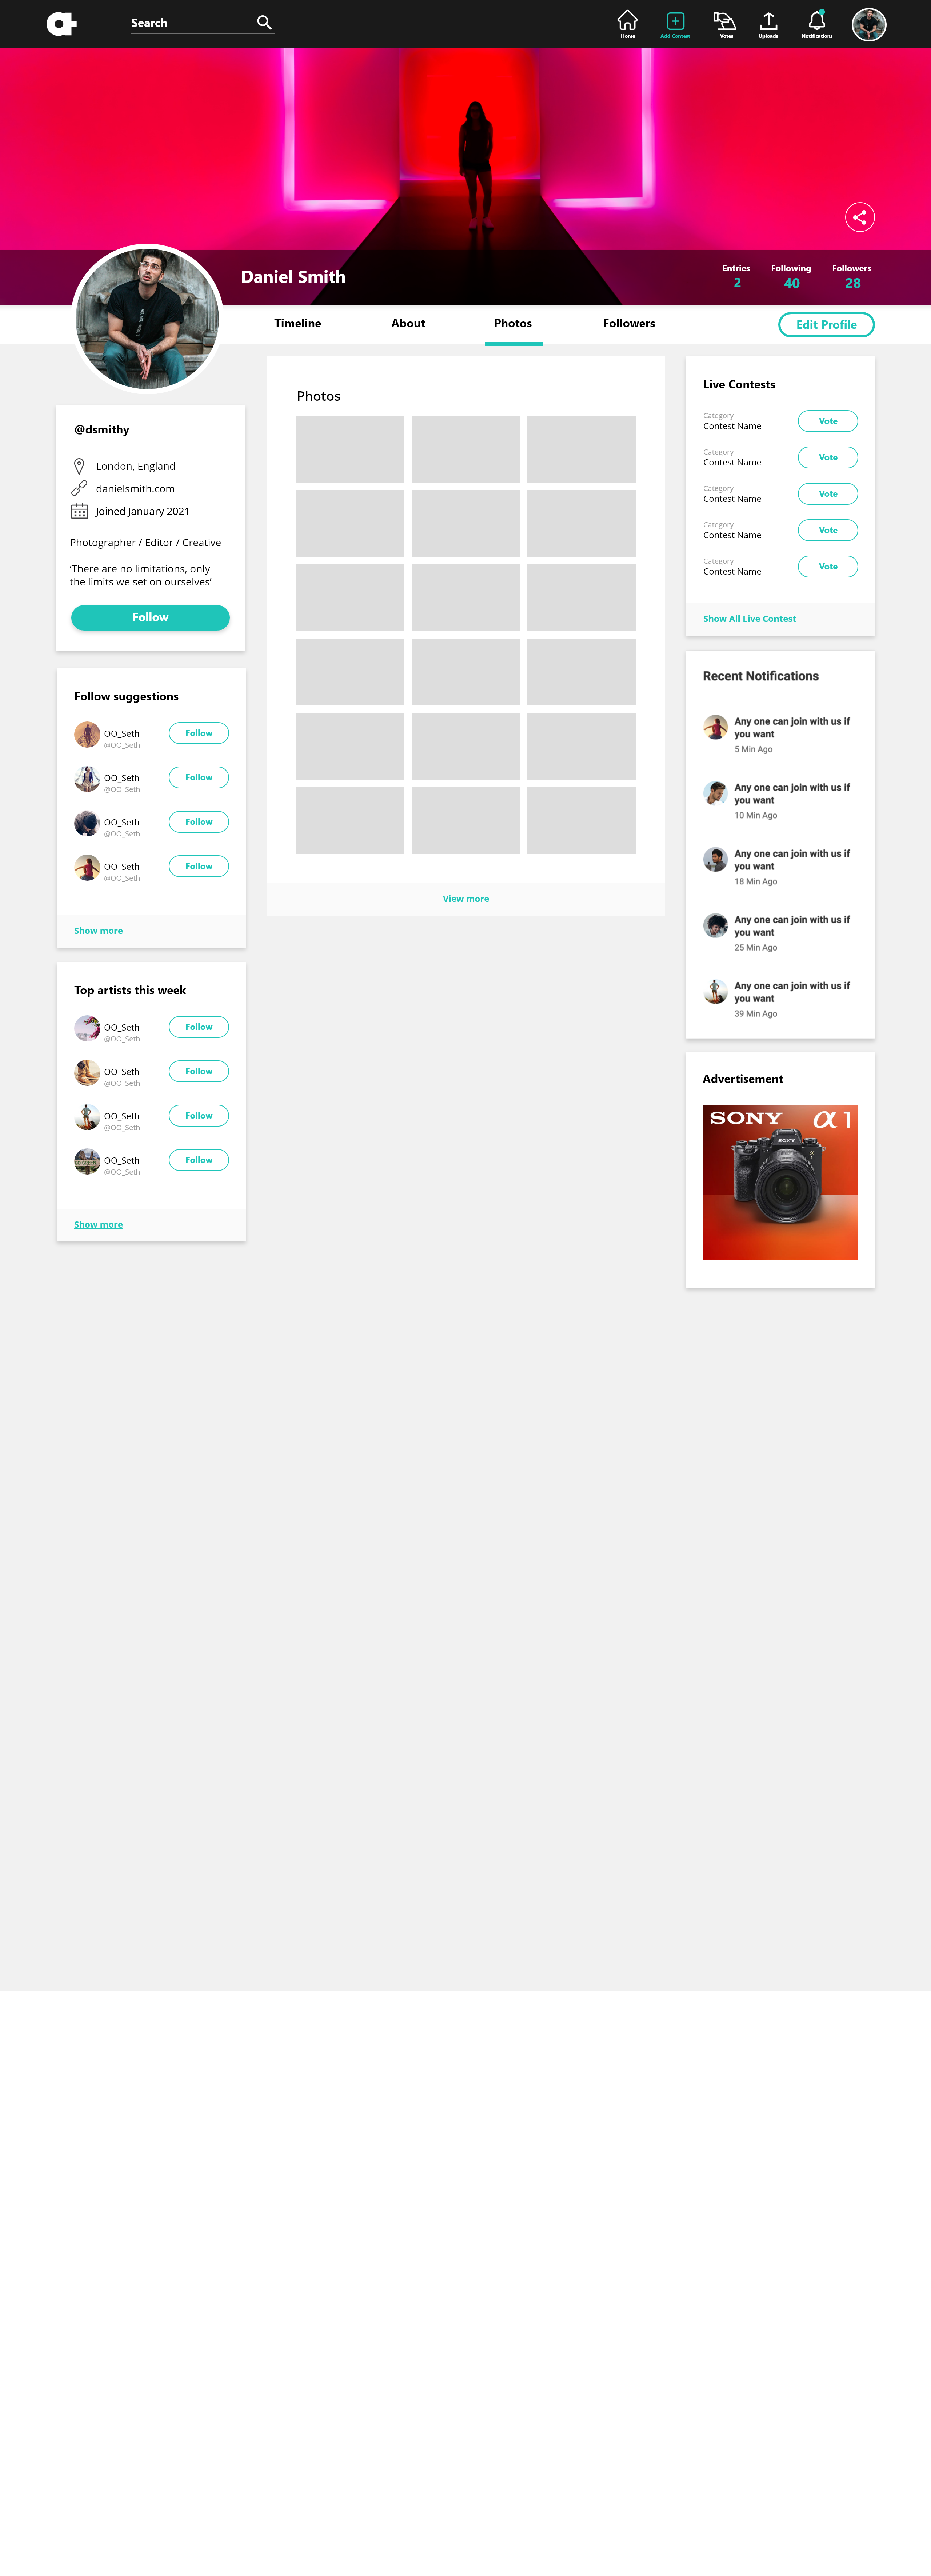 Search
Home
Add Contest
Votes
Uploads
Notifications
Daniel Smith
Entries
2
Following
40
Followers
28
Timeline
About
Photos
Followers
Edit Profile
@dsmithy
London, England
danielsmith.com
Joined January 2021
Photographer / Editor / Creative
‘There are no limitations, only
the limits we set on ourselves’
Follow
Follow suggestions
OO_Seth
@OO_Seth
Follow
OO_Seth
@OO_Seth
Follow
OO_Seth
@OO_Seth
Follow
OO_Seth
@OO_Seth
Follow
Show more
Top artists this week
OO_Seth
@OO_Seth
Follow
OO_Seth
@OO_Seth
Follow
OO_Seth
@OO_Seth
Follow
OO_Seth
@OO_Seth
Follow
Show more
Photos
View more
Live Contests
Category
Contest Name
Vote
Category
Contest Name
Vote
Category
Contest Name
Vote
Category
Contest Name
Vote
Category
Contest Name
Vote
Show All Live Contest
Recent Notifications
Any one can join with us if
you want
5 Min Ago
Any one can join with us if
you want
10 Min Ago
Any one can join with us if
you want
18 Min Ago
Any one can join with us if
you want
25 Min Ago
Any one can join with us if
you want
39 Min Ago
Advertisement
SONY α1
SONY